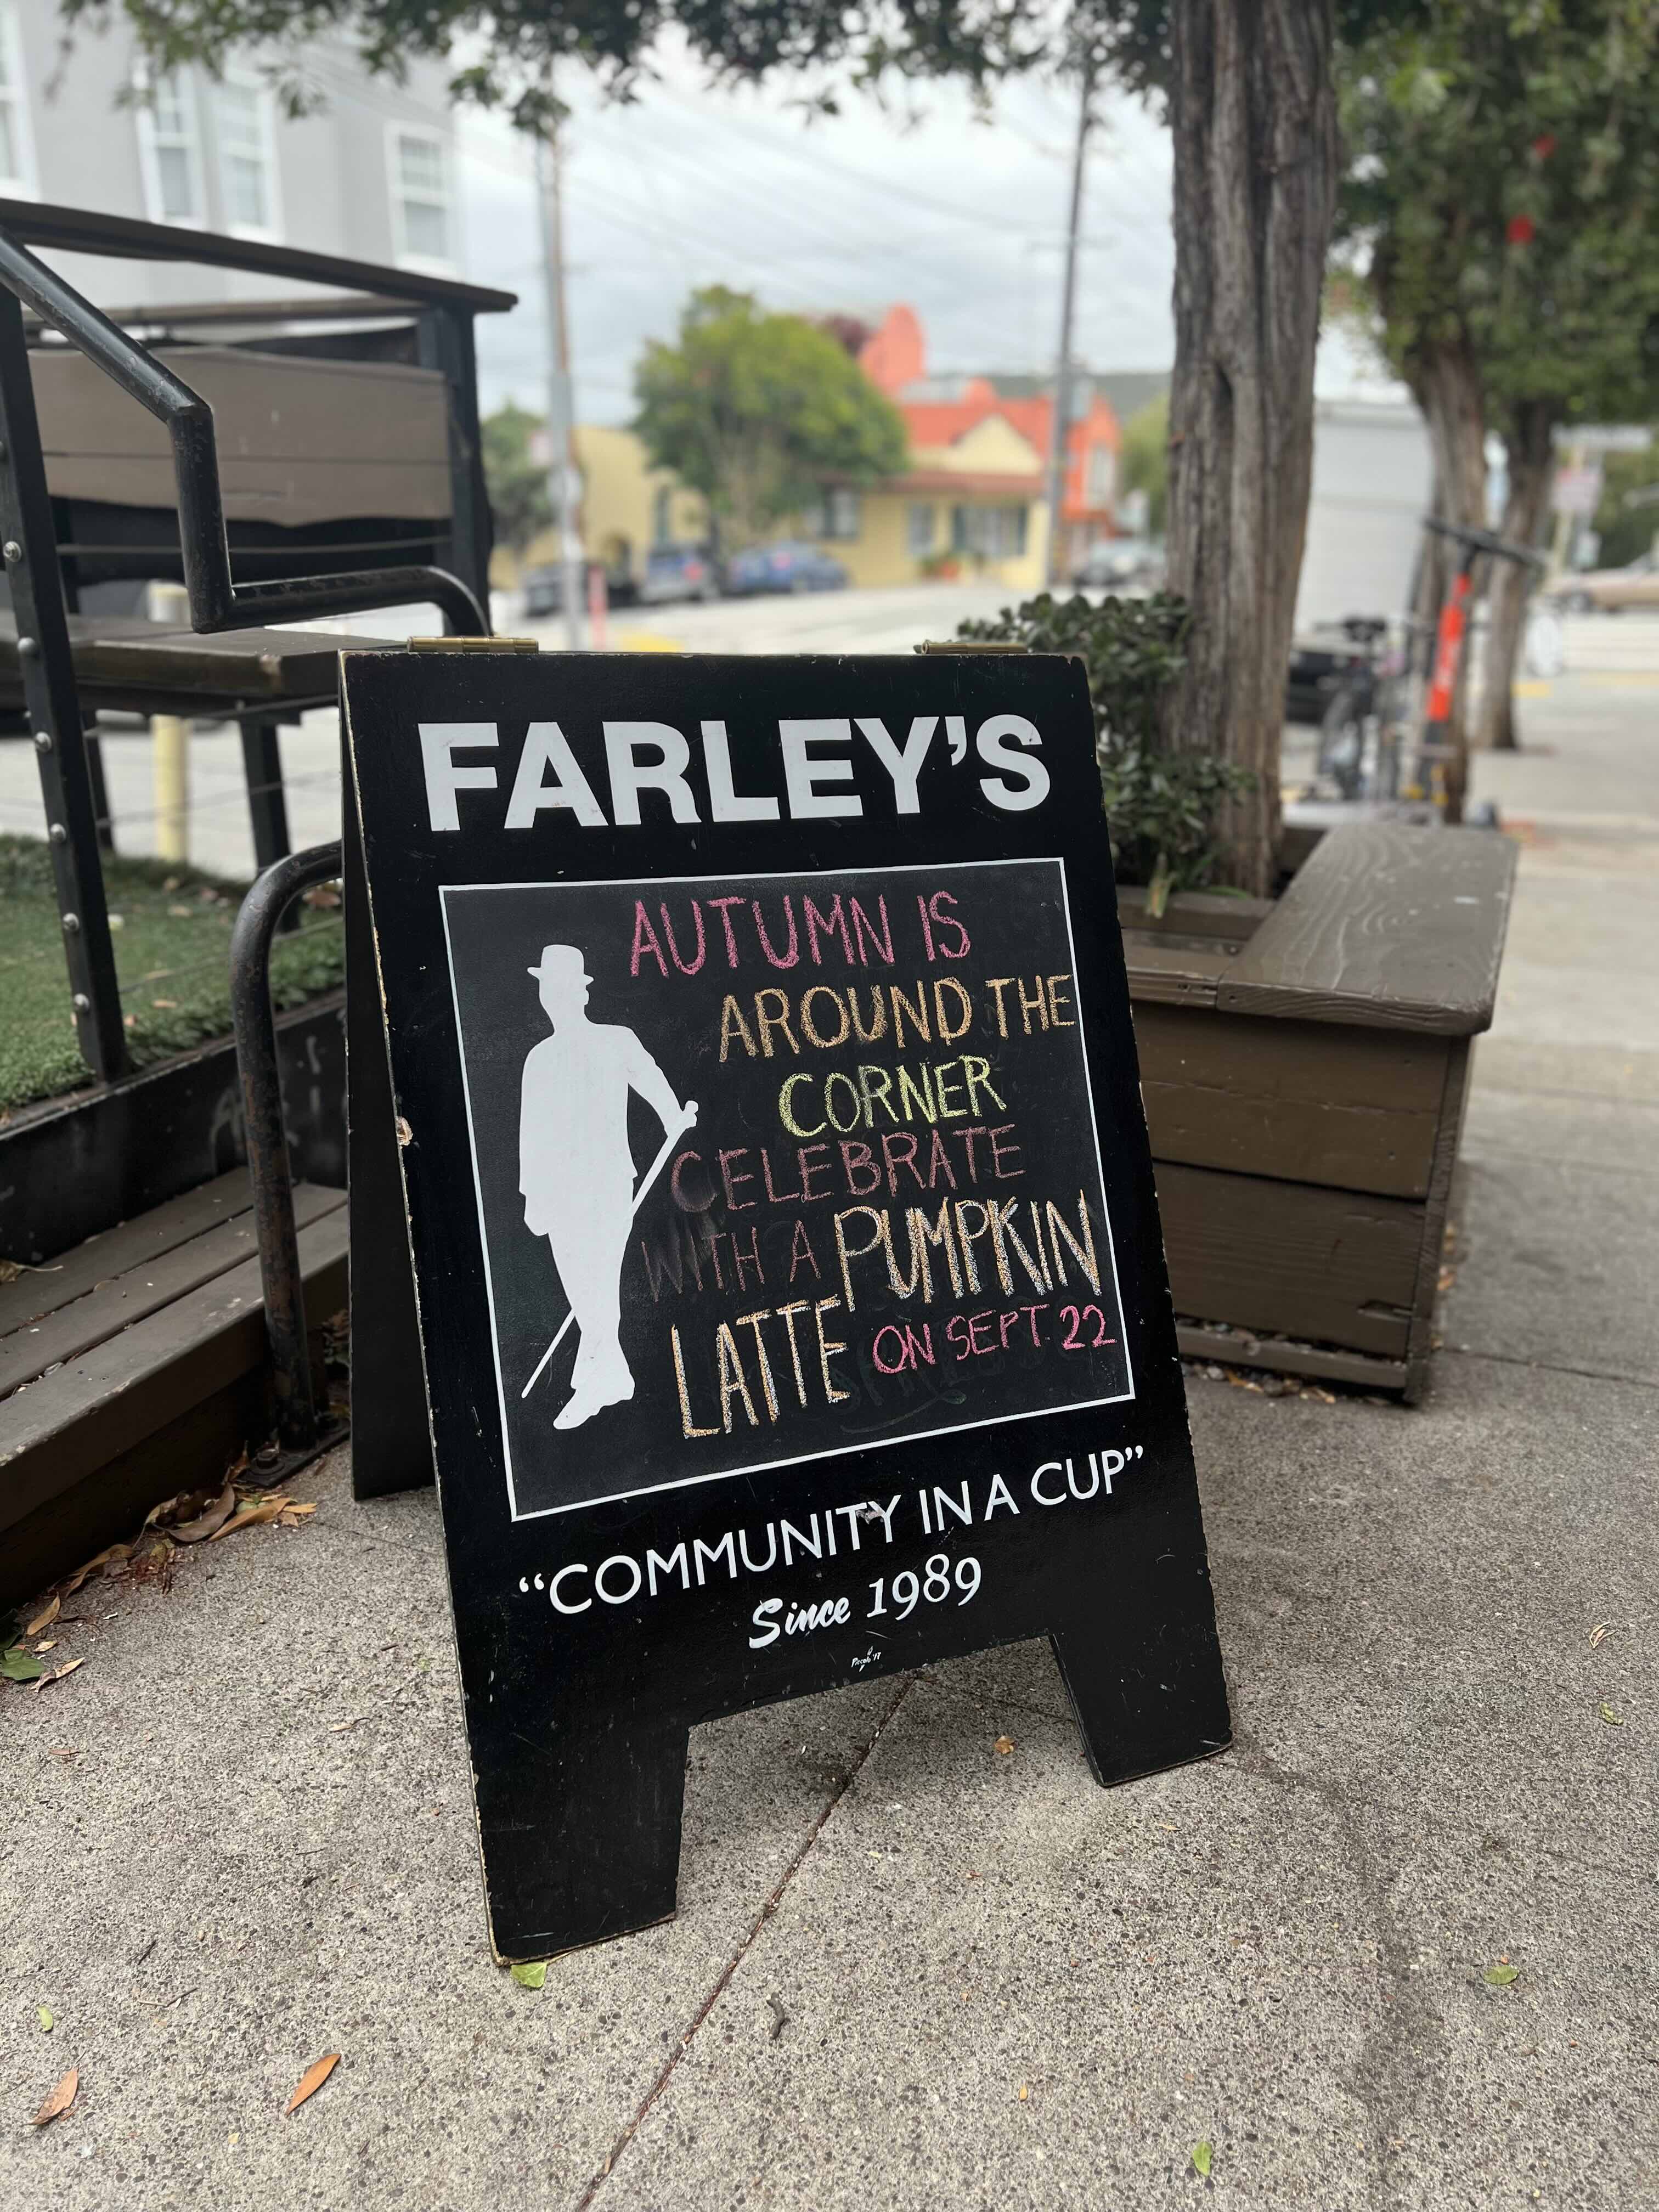 FARLEY'S
AUTUMN IS
AROUND THE
CORNER
CELEBRATE
WITH A PUMPKIN
LATTE ON SEPT 22
“COMMUNITY IN A CUP”
Since 1989